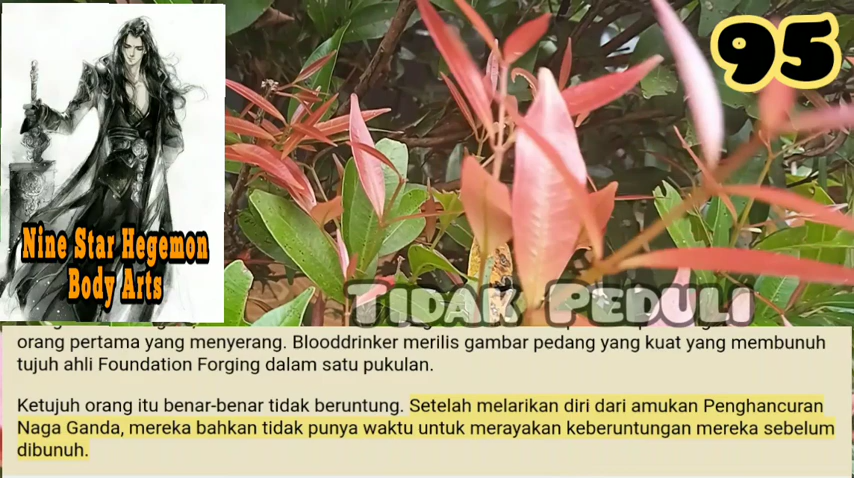 95
Nine Star Hegemon
Body Arts
TIDAK PEDULI
orang pertama yang menyerang. Blooddrinker merilis gambar pedang yang kuat yang membunuh
tujuh ahli Foundation Forging dalam satu pukulan.
Ketujuh orang itu benar-benar tidak beruntung. Setelah melarikan diri dari amukan Penghancuran
Naga Ganda, mereka bahkan tidak punya waktu untuk merayakan keberuntungan mereka sebelum
dibunuh.